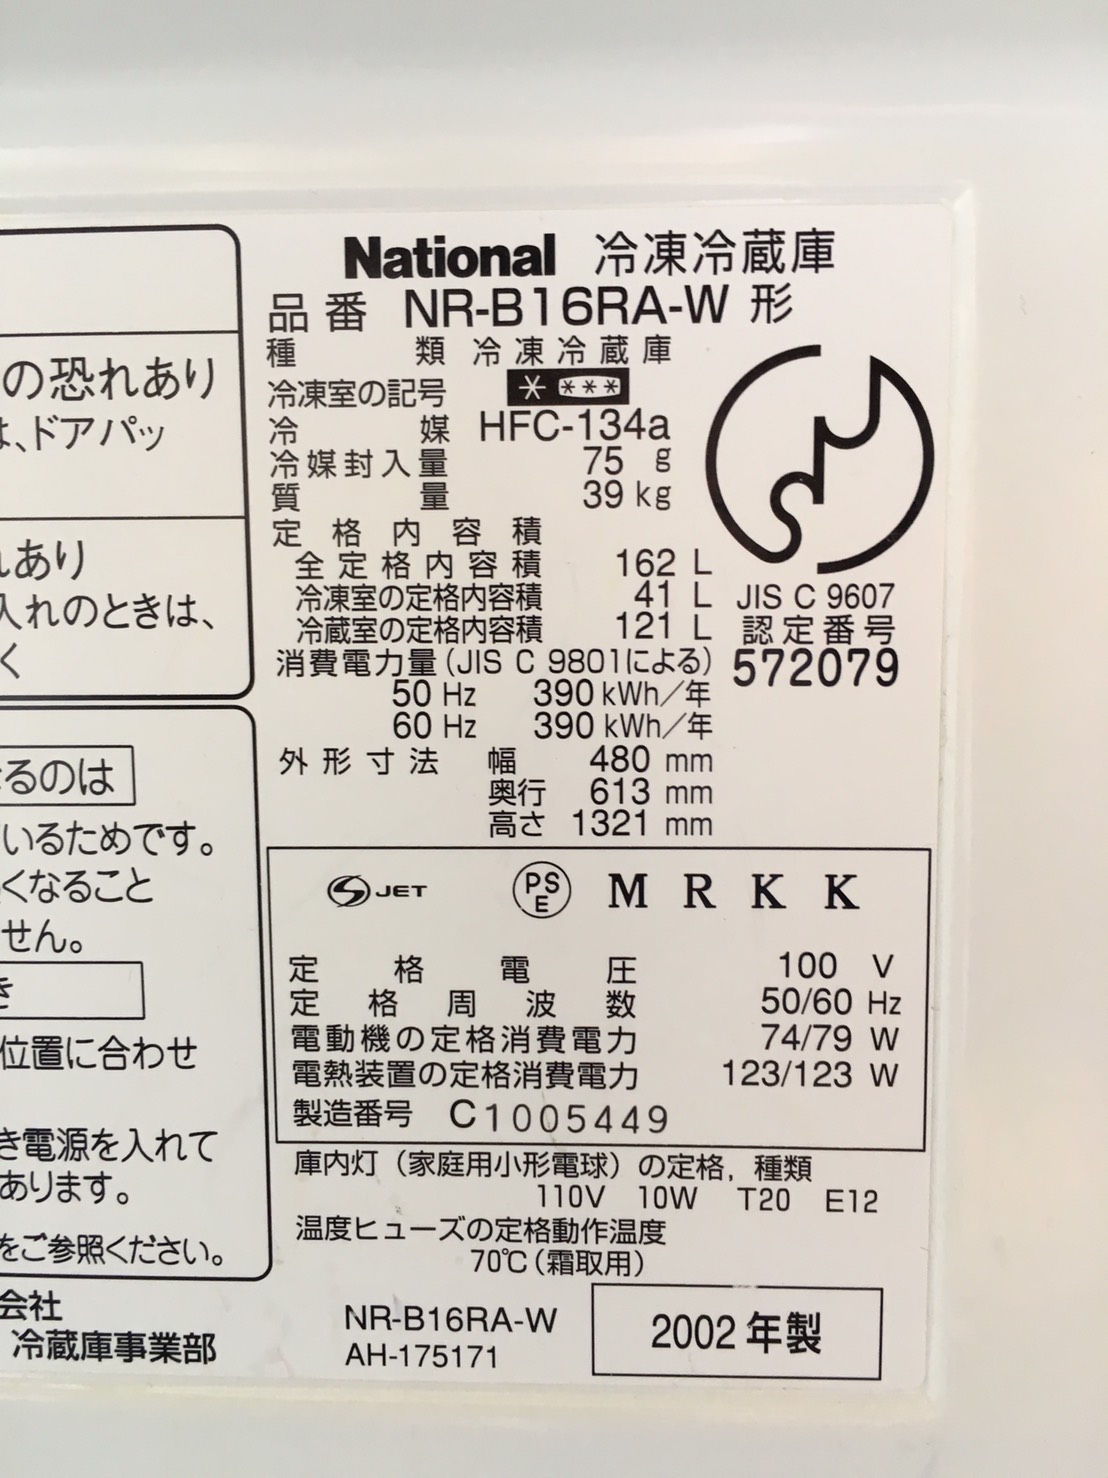 の恐れあり
、ドアパッ
あり
入れのときは、
く
るのは
いるためです。
くなること
せん。
き
位置に合わせ
き電源を入れて
あります。
をご参照ください。
会社
冷蔵庫事業部
National 冷凍冷蔵庫
品番 NR-B16RA-W 形
種類 冷凍冷蔵庫
冷凍室の記号 * ***
冷媒 HFC-134a
冷媒封入量 75 g
質量 39 kg
定格内容積
全定格内容積 162 L
冷凍室の定格内容積 41 L
冷蔵室の定格内容積 121 L
JIS C 9607
認定番号
572079
消費電力量(JIS C 9801による)
50 Hz 390 kWh/年
60 Hz 390 kWh/年
外形寸法 幅 480 mm
奥行 613 mm
高さ 1321 mm
JET PSE M R K K
定格電圧 100 V
定格周波数 50/60 Hz
電動機の定格消費電力 74/79 W
電熱装置の定格消費電力 123/123 W
製造番号 C1005449
庫内灯(家庭用小形電球)の定格,種類
110V 10W T20 E12
温度ヒューズの定格動作温度
70℃(霜取用)
NR-B16RA-W
AH-175171
2002年製